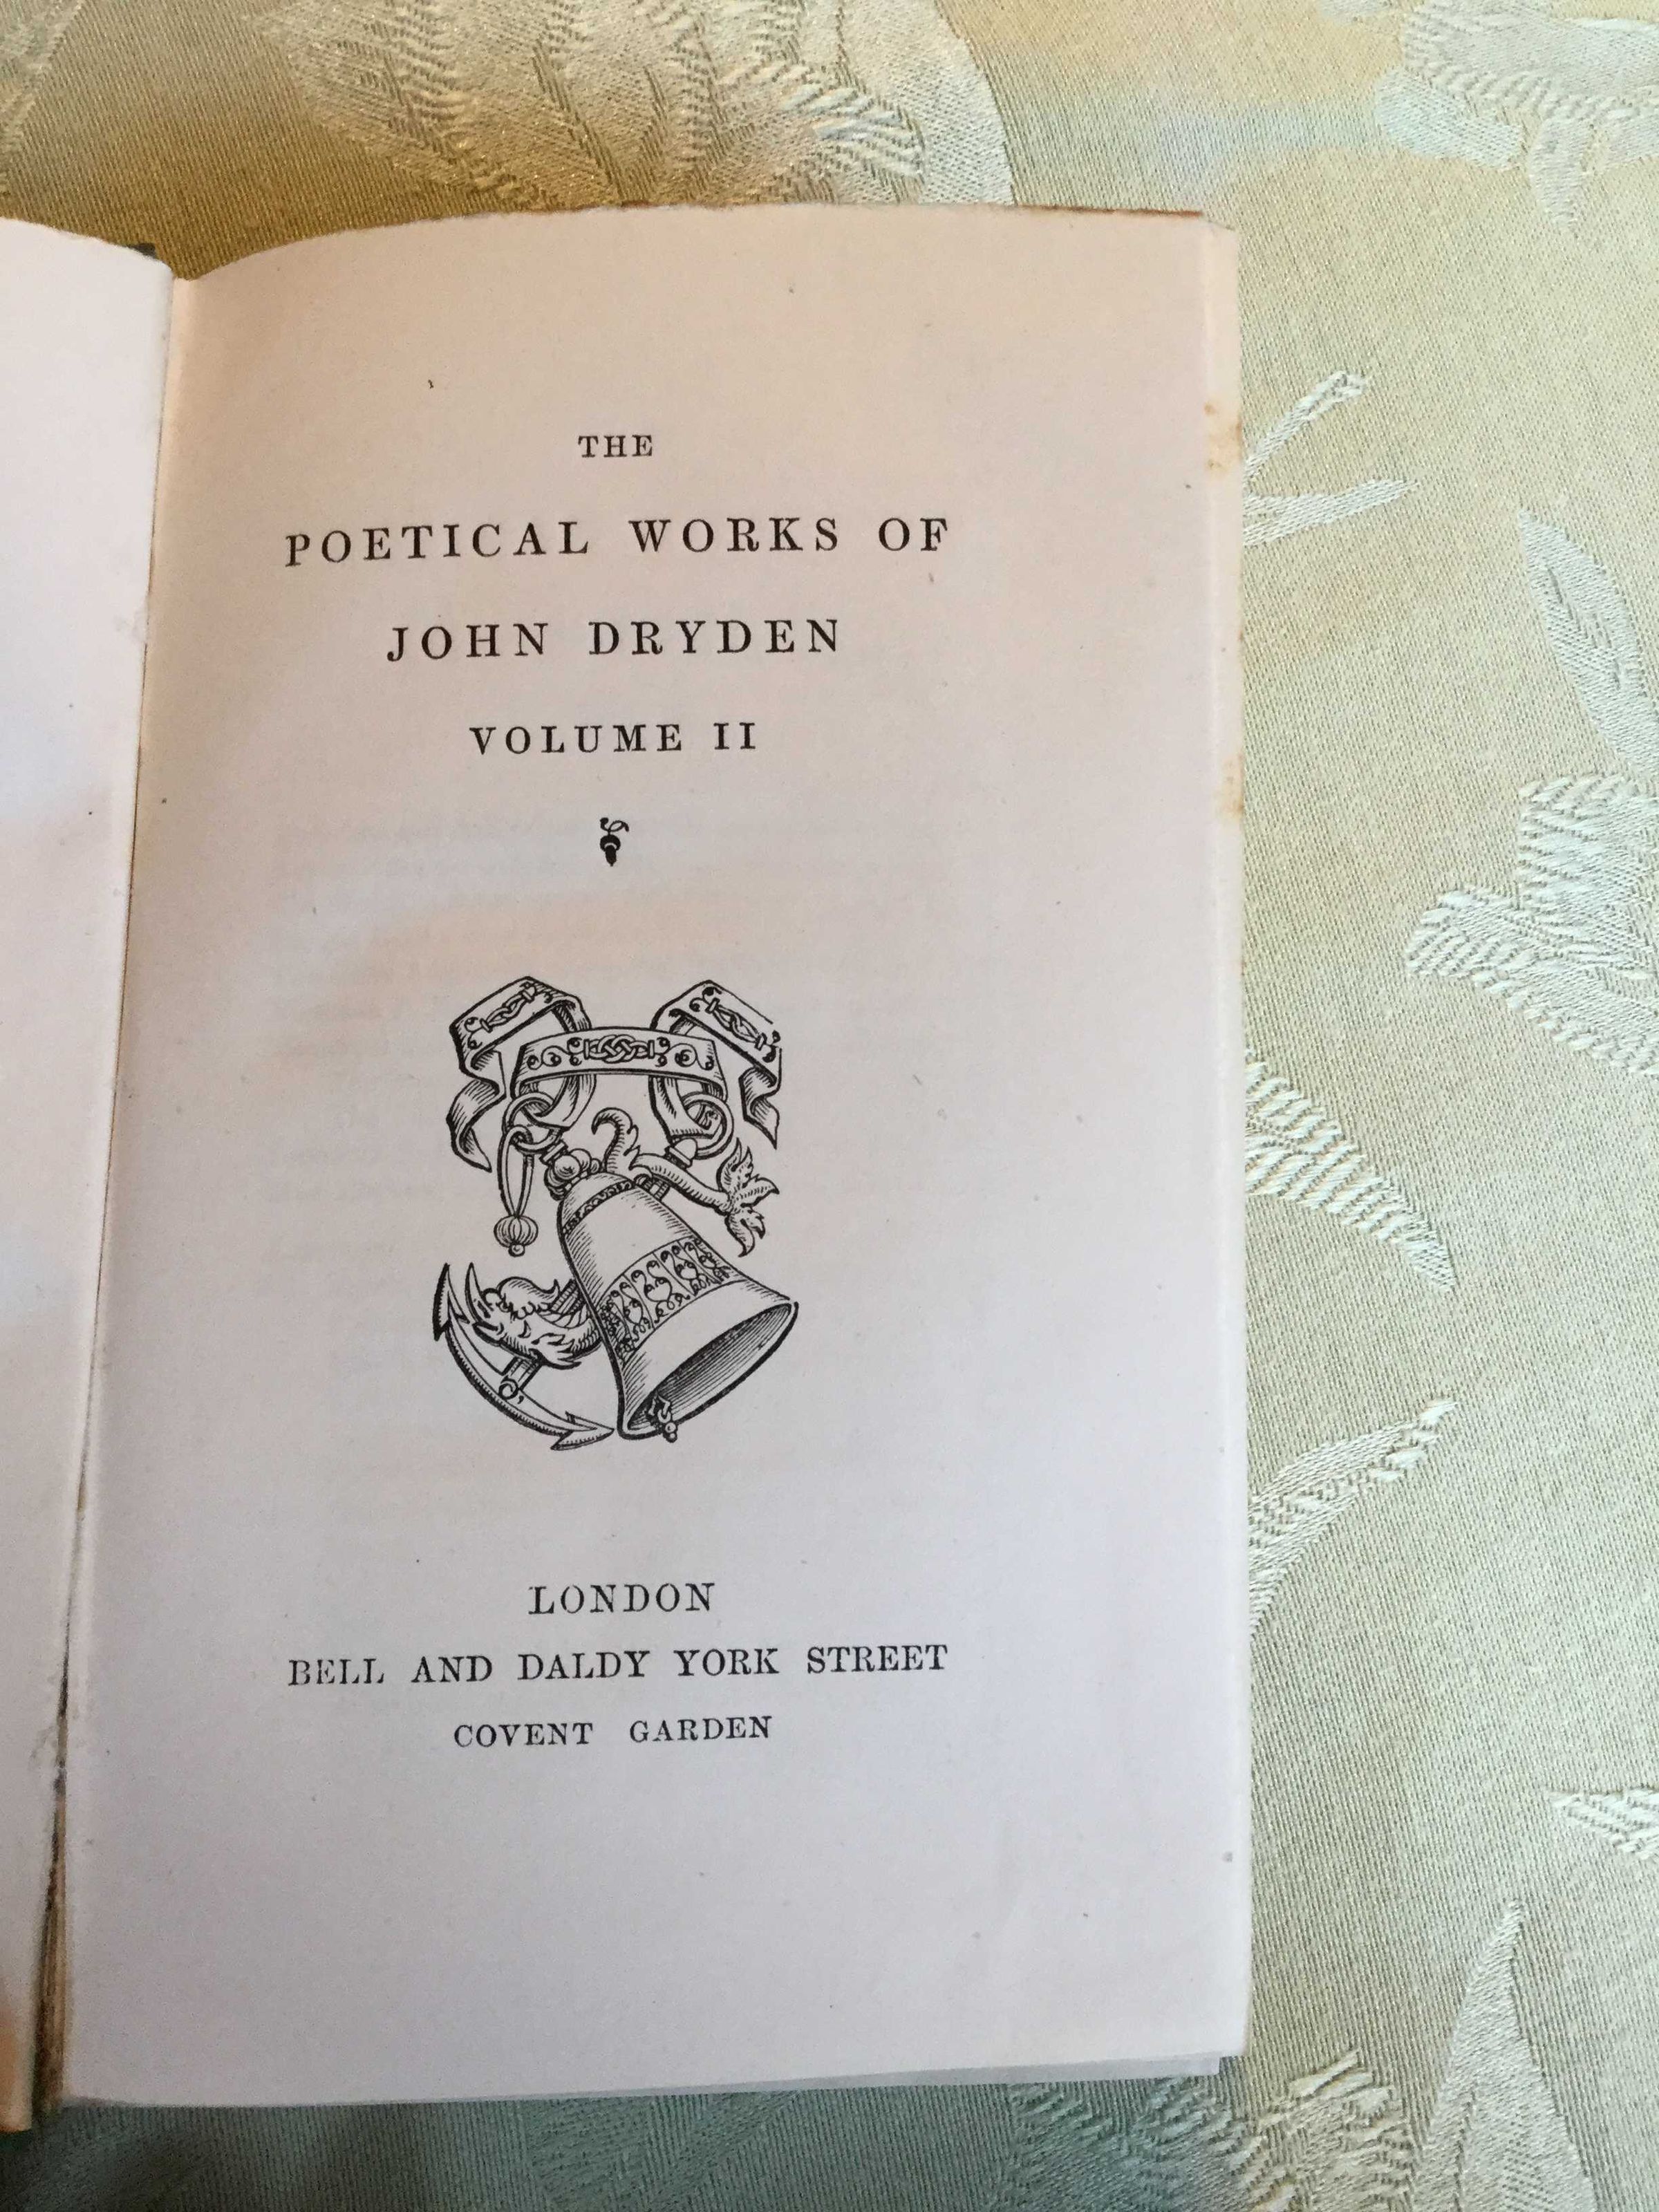 THE
POETICAL WORKS OF
JOHN DRYDEN
VOLUME II
LONDON
BELL AND DALDY YORK STREET
COVENT GARDEN